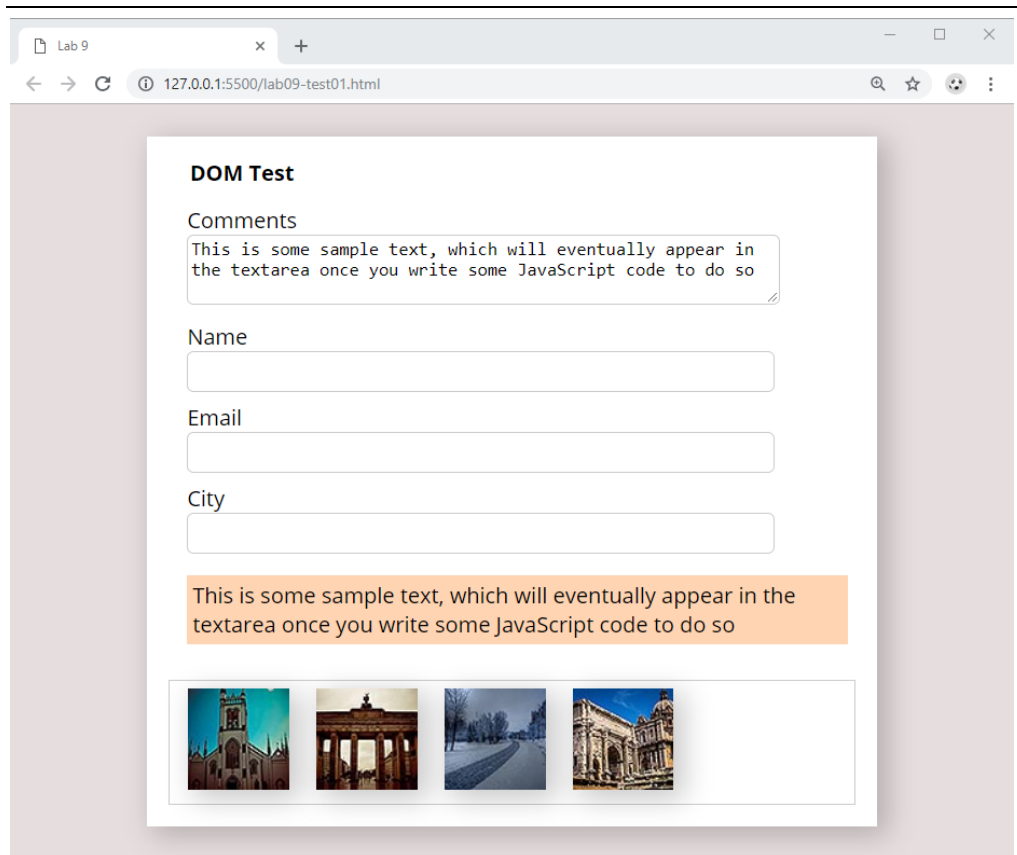 Lab 9
127.0.0.1:5500/lab09-test01.html
DOM Test
Comments
This is some sample text, which will eventually appear in
the textarea once you write some JavaScript code to do so
Name
Email
City
This is some sample text, which will eventually appear in the
textarea once you write some JavaScript code to do so